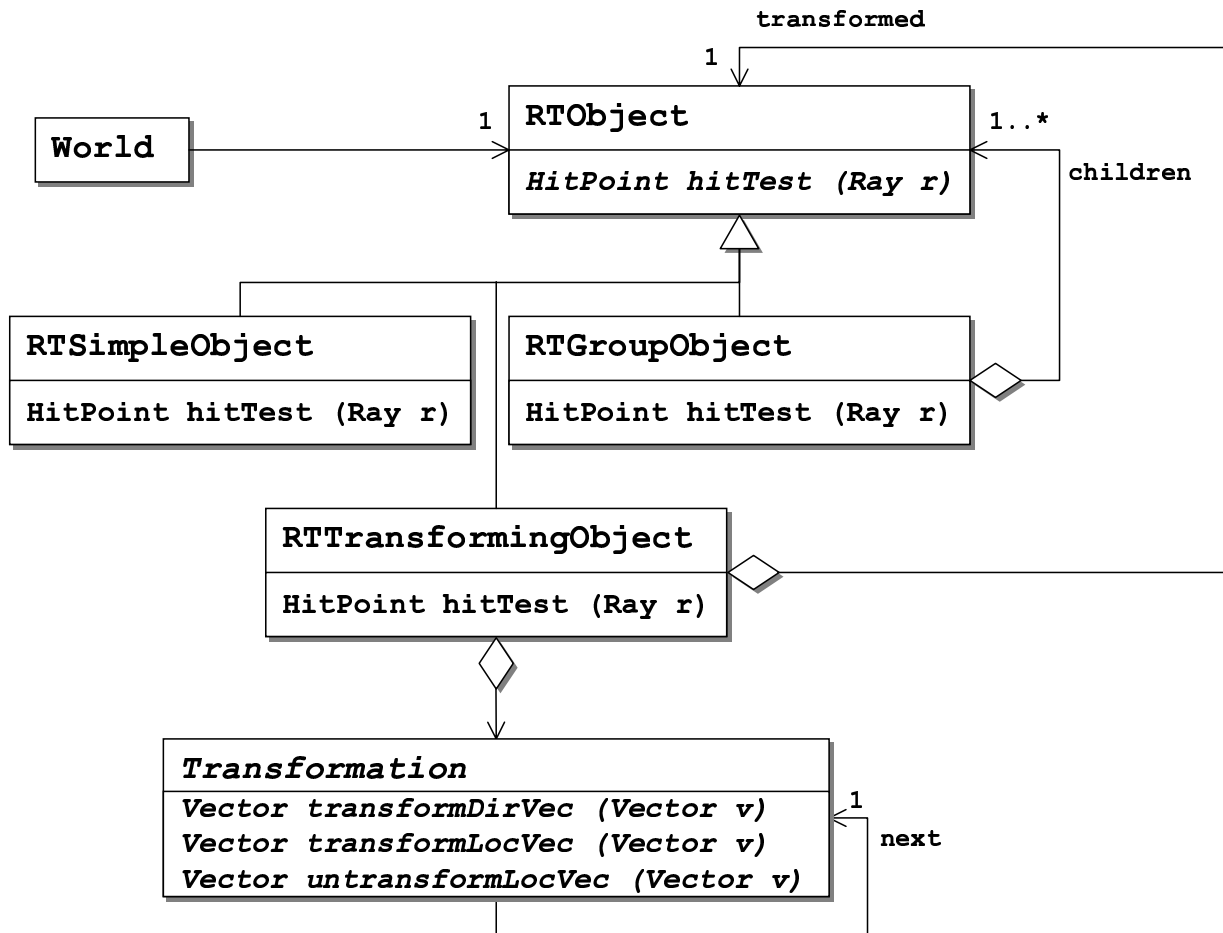 transformed
1
RTObject
1
1..*
World
HitPoint hitTest (Ray r)
children
RTSimpleObject
RTGroupObject
HitPoint hitTest (Ray r)
HitPoint hitTest (Ray r)
RTTransformingObject
HitPoint hitTest (Ray r)
Transformation
Vector transformDirVec (Vector v)
1
Vector transformLocVec (Vector v)
next
Vector untransformLocVec (Vector v)